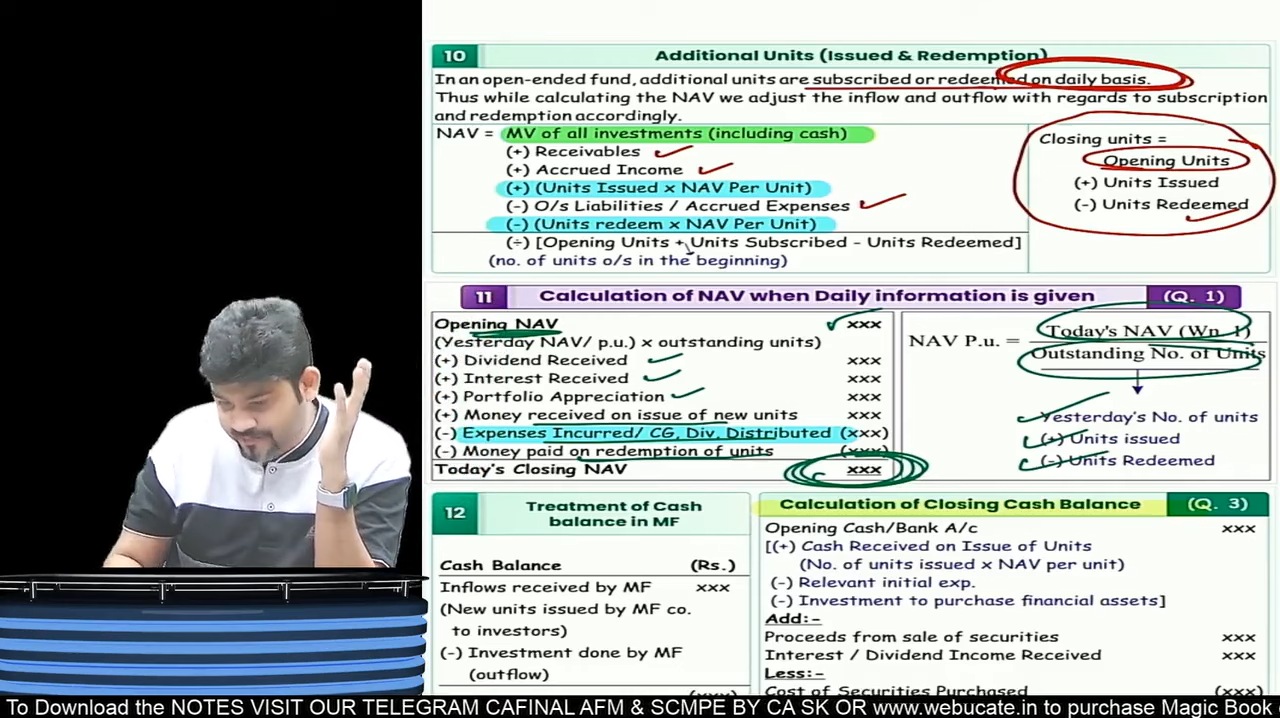 10 Additional Units (Issued & Redemption)
In an open-ended fund, additional units are subscribed or redeemed on daily basis.
Thus while calculating the NAV we adjust the inflow and outflow with regards to subscription
and redemption accordingly.
NAV = MV of all investments (including cash)
(+) Receivables
(+) Accrued Income
(+) (Units Issued x NAV Per Unit)
(-) O/s Liabilities / Accrued Expenses
(-) (Units redeem x NAV Per Unit)
(÷) [Opening Units + Units Subscribed - Units Redeemed]
(no. of units o/s in the beginning)
Closing units =
Opening Units
(+) Units Issued
(-) Units Redeemed
11 Calculation of NAV when Daily information is given (Q. 1)
Opening NAV xxx
(Yesterday NAV/ p.u.) x outstanding units)
(+) Dividend Received xxx
(+) Interest Received xxx
(+) Portfolio Appreciation xxx
(+) Money received on issue of new units xxx
(-) Expenses Incurred/ CG, Div. Distributed (xxx)
(-) Money paid on redemption of units (xxx)
Today's Closing NAV xxx
NAV P.u. = Today's NAV (Wn. 1)
Outstanding No. of Units
Yesterday's No. of units
(+) Units issued
(-) Units Redeemed
12 Treatment of Cash
balance in MF
Cash Balance (Rs.)
Inflows received by MF xxx
(New units issued by MF co.
to investors)
(-) Investment done by MF
(outflow)
(xxx)
Calculation of Closing Cash Balance (Q. 3)
Opening Cash/Bank A/c xxx
[(+) Cash Received on Issue of Units
(No. of units issued x NAV per unit)
(-) Relevant initial exp.
(-) Investment to purchase financial assets]
Add:-
Proceeds from sale of securities xxx
Interest / Dividend Income Received xxx
Less:-
Cost of Securities Purchased (xxx)
To Download the NOTES VISIT OUR TELEGRAM CAFINAL AFM & SCMPE BY CA SK OR www.webucate.in to purchase Magic Book